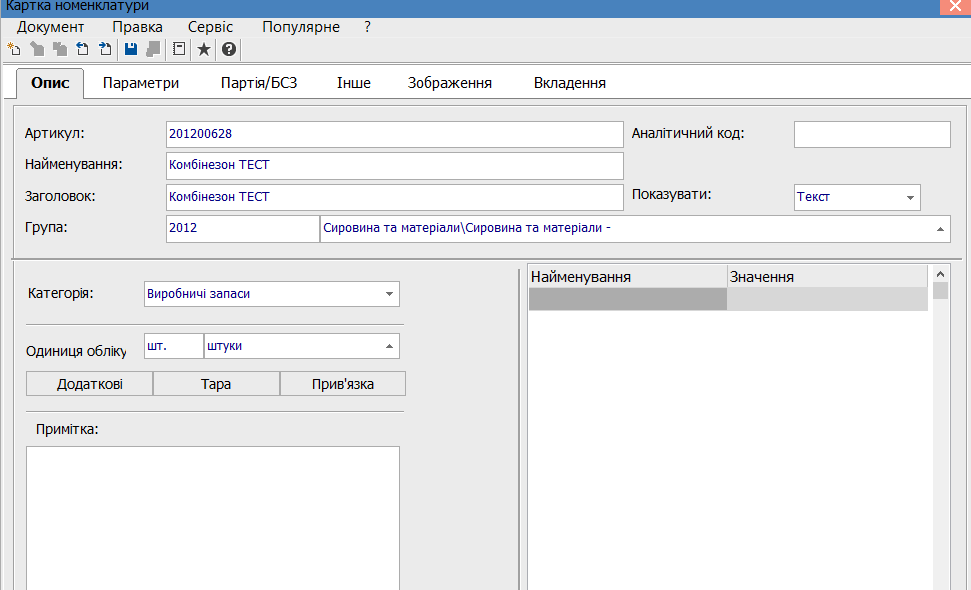 Картка номенклатури
Документ Правка Сервіс Популярне ?
Опис Параметри Партія/БСЗ Інше Зображення Вкладення
Артикул: 201200628 Аналітичний код:
Найменування: Комбінезон ТЕСТ
Заголовок: Комбінезон ТЕСТ Показувати: Текст
Група: 2012 Сировина та матеріали\Сировина та матеріали -
Найменування Значення
Категорія: Виробничі запаси
Одиниця обліку шт. штуки
Додаткові Тара Прив'язка
Примітка: